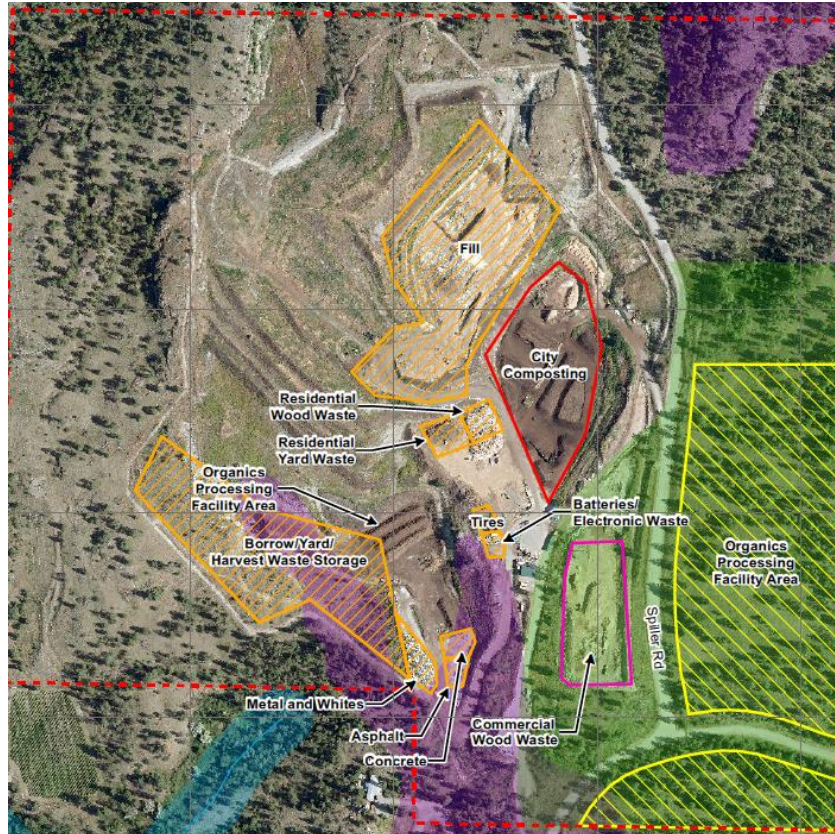 Fill
City
Composting
Residential
Wood Waste
Residential
Yard Waste
Organics
Processing
Facility Area
Borrow/Yard/
Harvest Waste Storage
Tires
Batteries/
Electronic Waste
Organics
Processing
Facility Area
Spiller Rd
Metal and Whites
Asphalt
Concrete
Commercial
Wood Waste